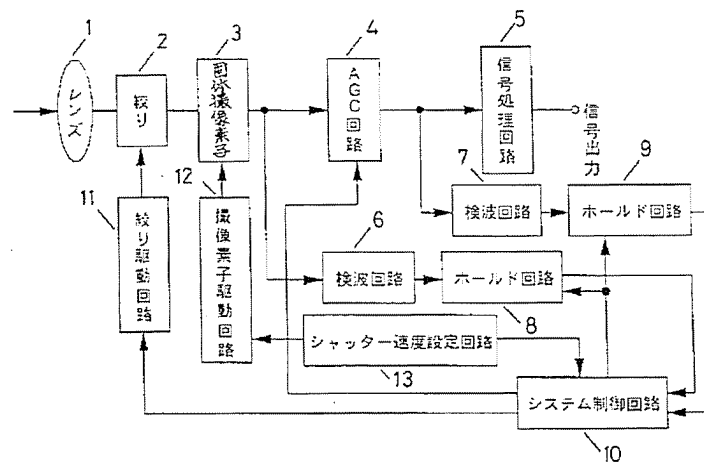 1
レンズ
2
絞り
3
固体撮像素子
4
AGC回路
5
信号処理回路
信号出力
7
検波回路
9
ホールド回路
11
絞り駆動回路
12
撮像素子駆動回路
6
検波回路
ホールド回路
8
シャッター速度設定回路
13
システム制御回路
10